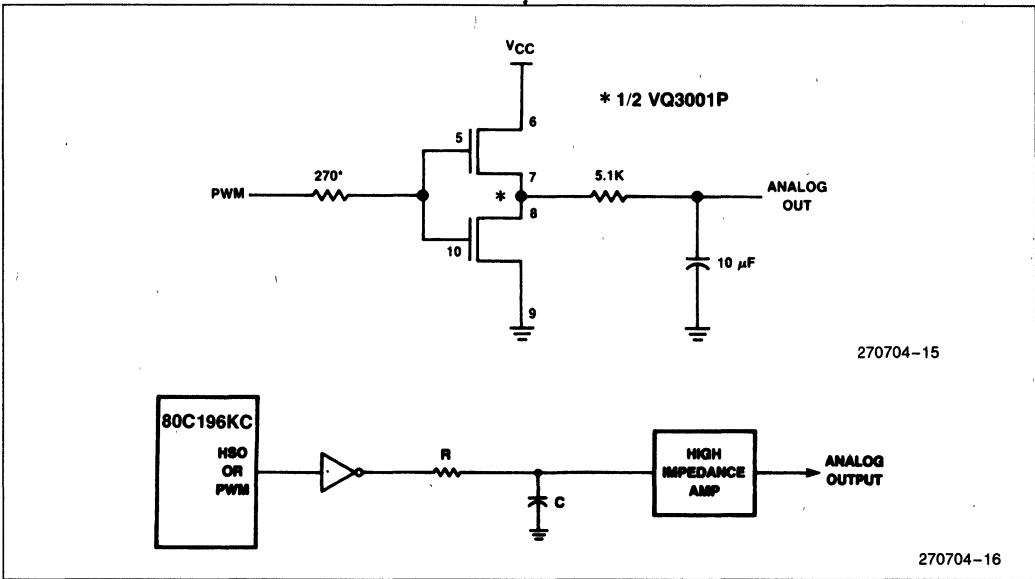 VCC
* 1/2 VQ3001P
6
5
7
5.1K
270*
PWM
*
ANALOG
OUT
8
10
10 µF
9
270704-15
80C196KC
HSO
OR
PWM
R
C
HIGH
IMPEDANCE
AMP
ANALOG
OUTPUT
270704-16